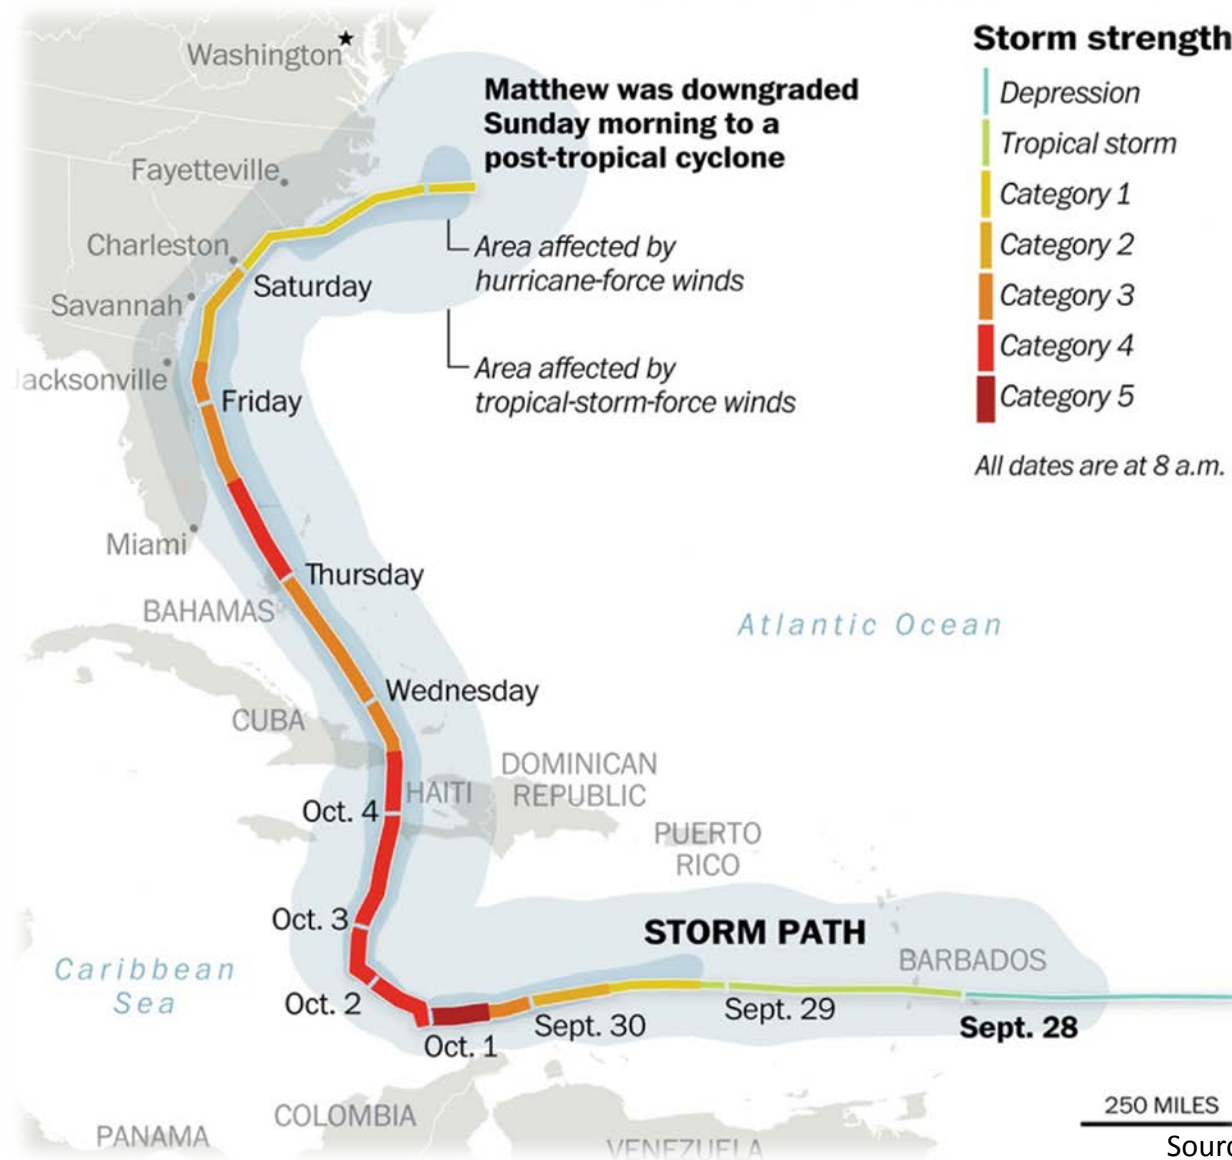 Washington
Storm strength
Matthew was downgraded
Sunday morning to a
post-tropical cyclone
Depression
Tropical storm
Category 1
Category 2
Category 3
Category 4
Category 5
All dates are at 8 a.m.
Fayetteville
Charleston
Area affected by
hurricane-force winds
Saturday
Savannah
Area affected by
tropical-storm-force winds
Jacksonville
Friday
Miami
Thursday
BAHAMAS
Atlantic Ocean
Wednesday
CUBA
DOMINICAN
REPUBLIC
HAITI
Oct. 4
PUERTO
RICO
Oct. 3
STORM PATH
BARBADOS
Caribbean
Sea
Oct. 2
Sept. 29
Sept. 30
Sept. 28
Oct. 1
250 MILES
COLOMBIA
PANAMA
VENEZUELA
Sourc